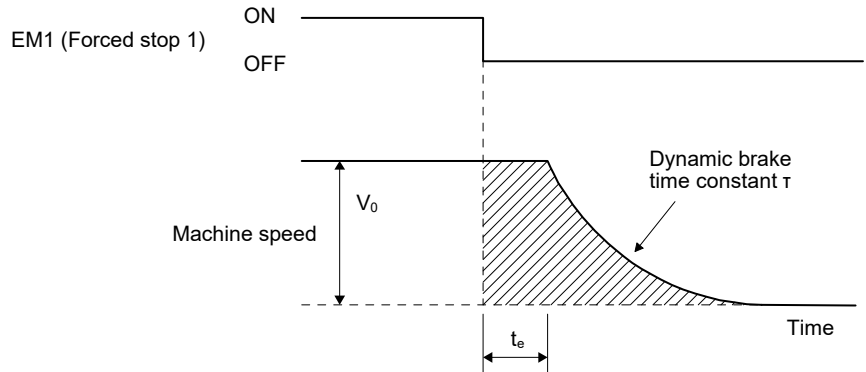 ON
EM1 (Forced stop 1)
OFF
Dynamic brake
time constant τ
V₀
Machine speed
Time
tₑ